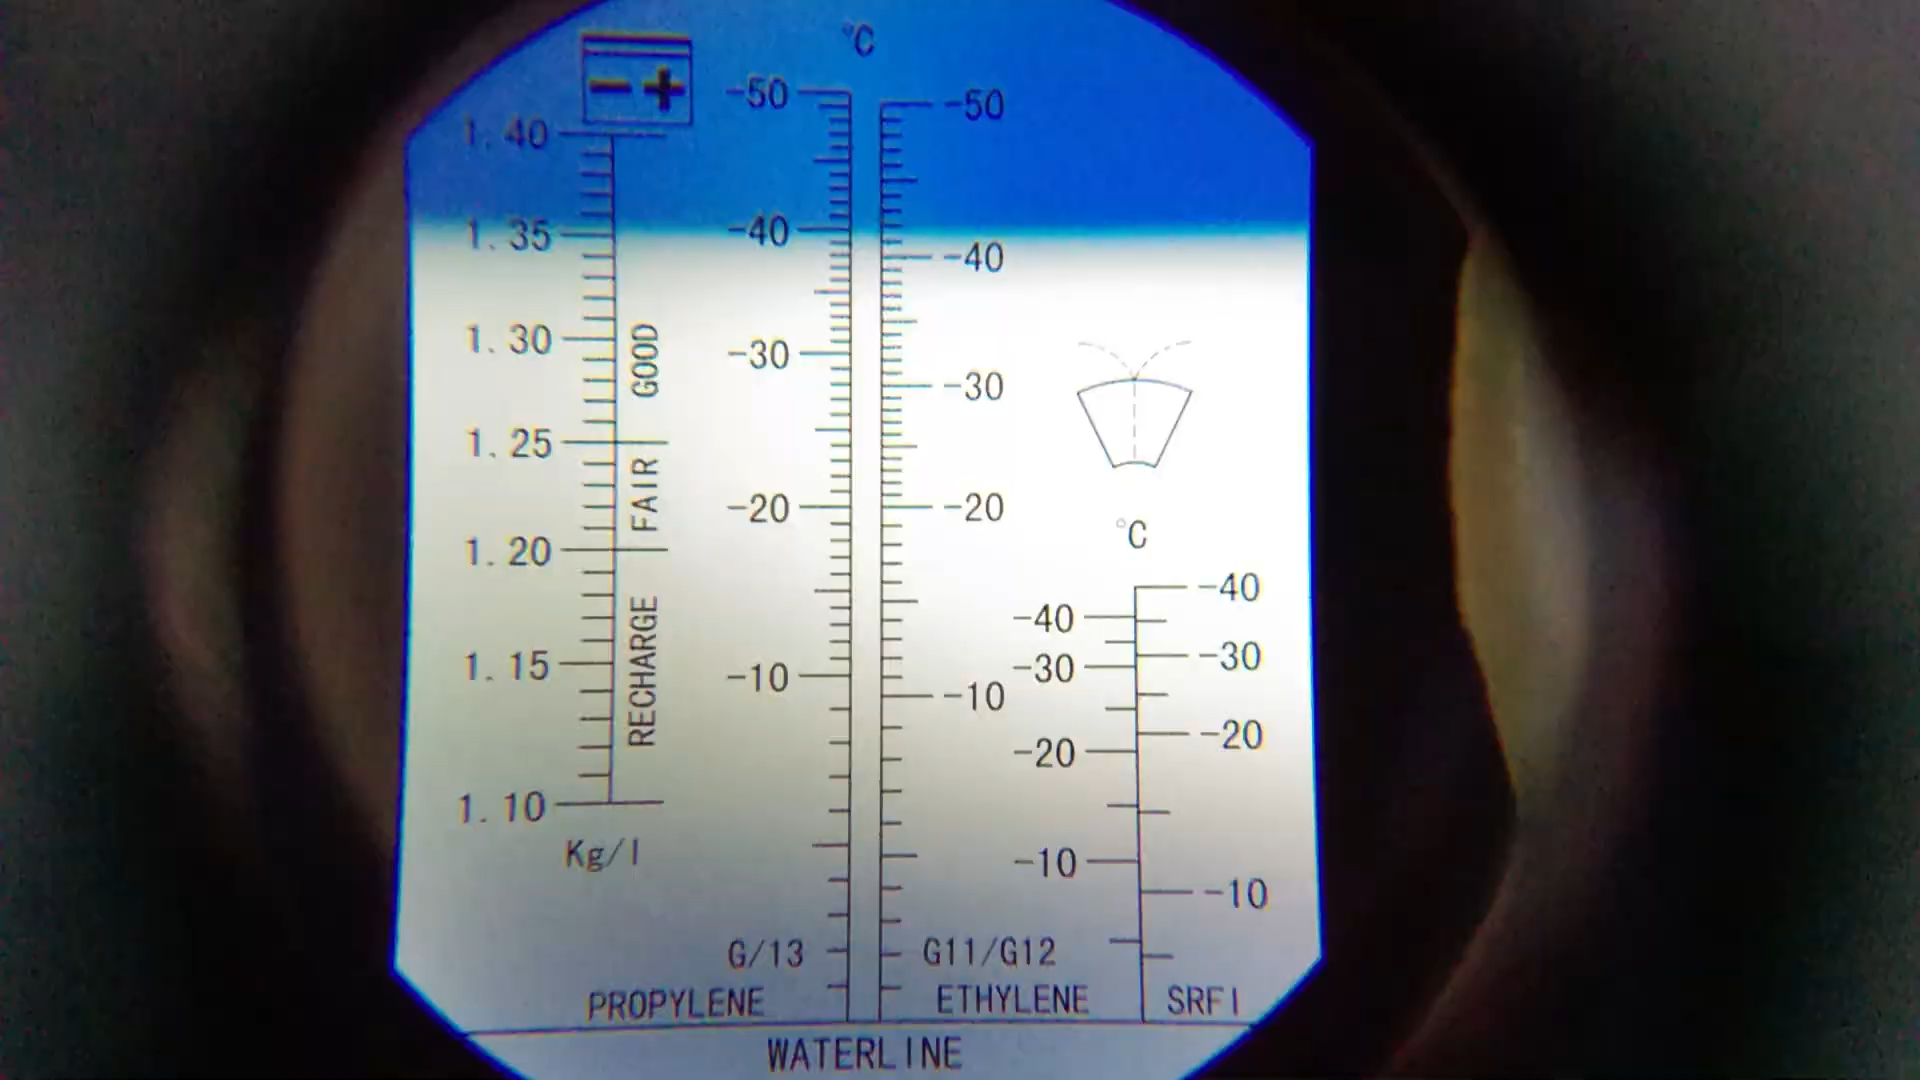 °C
- +
-50 -50
1. 40
1. 35 -40 -40
1. 30 -30 -30
GOOD
1. 25
FAIR
-20 -20
°C
1. 20
-40 -40
RECHARGE
1. 15 -10 -10 -30 -30
-20 -20
1. 10
Kg/l
-10 -10
G/13 G11/G12
PROPYLENE ETHYLENE SRFI
WATERLINE